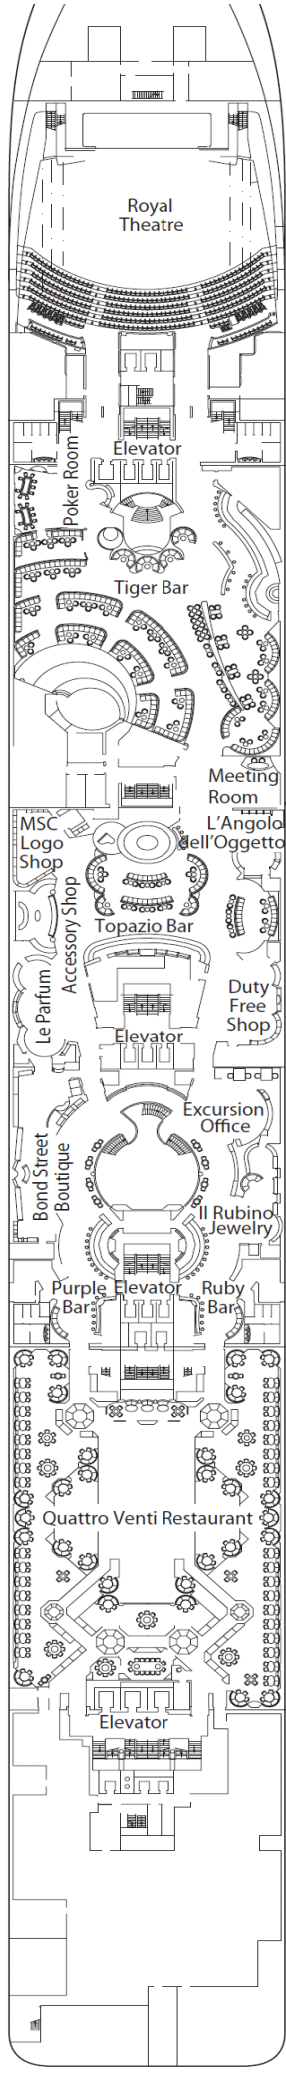 Royal
Theatre
Elevator
Poker Room
Tiger Bar
Meeting
Room
MSC
Logo
Shop
L'Angolo
ell'Oggetto
Accessory Shop
Topazio Bar
Le Parfum
Duty
Free
Shop
Elevator
Excursion
Office
Bond Street
Boutique
Il Rubino
Jewelry
Purple
Bar
Elevator
Ruby
Bar
Quattro Venti Restaurant
Elevator